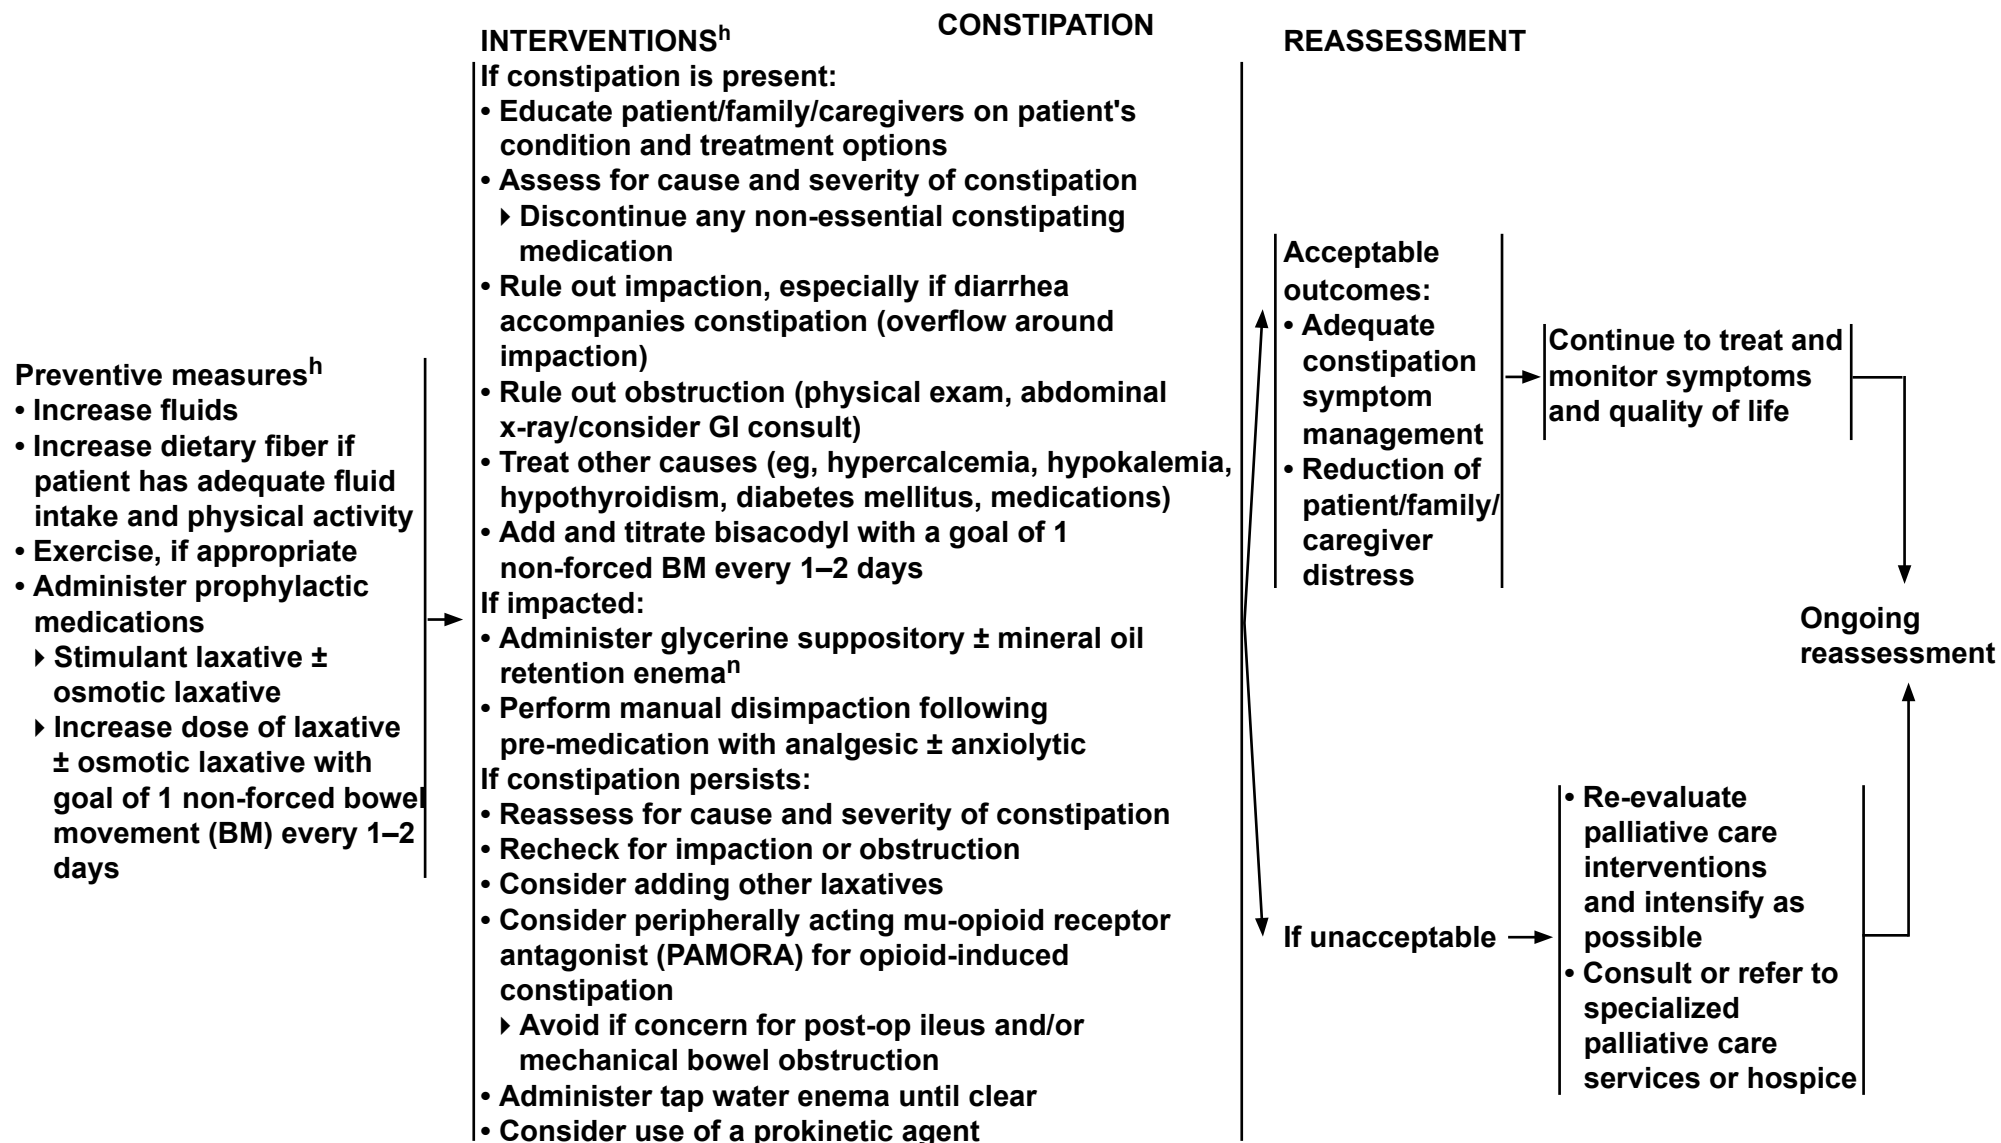 CONSTIPATION
Preventive measuresʰ
• Increase fluids
• Increase dietary fiber if
patient has adequate fluid
intake and physical activity
• Exercise, if appropriate
• Administer prophylactic
medications
▸ Stimulant laxative ±
osmotic laxative
▸ Increase dose of laxative
± osmotic laxative with
goal of 1 non-forced bowel
movement (BM) every 1–2
days
INTERVENTIONSʰ
If constipation is present:
• Educate patient/family/caregivers on patient's
condition and treatment options
• Assess for cause and severity of constipation
▸ Discontinue any non-essential constipating
medication
• Rule out impaction, especially if diarrhea
accompanies constipation (overflow around
impaction)
• Rule out obstruction (physical exam, abdominal
x-ray/consider GI consult)
• Treat other causes (eg, hypercalcemia, hypokalemia,
hypothyroidism, diabetes mellitus, medications)
• Add and titrate bisacodyl with a goal of 1
non-forced BM every 1–2 days
If impacted:
• Administer glycerine suppository ± mineral oil
retention enemaⁿ
• Perform manual disimpaction following
pre-medication with analgesic ± anxiolytic
If constipation persists:
• Reassess for cause and severity of constipation
• Recheck for impaction or obstruction
• Consider adding other laxatives
• Consider peripherally acting mu-opioid receptor
antagonist (PAMORA) for opioid-induced
constipation
▸ Avoid if concern for post-op ileus and/or
mechanical bowel obstruction
• Administer tap water enema until clear
• Consider use of a prokinetic agent
REASSESSMENT
Acceptable
outcomes:
• Adequate
constipation
symptom
management
• Reduction of
patient/family/
caregiver
distress
Continue to treat and
monitor symptoms
and quality of life
If unacceptable
• Re-evaluate
palliative care
interventions
and intensify as
possible
• Consult or refer to
specialized
palliative care
services or hospice
Ongoing
reassessment